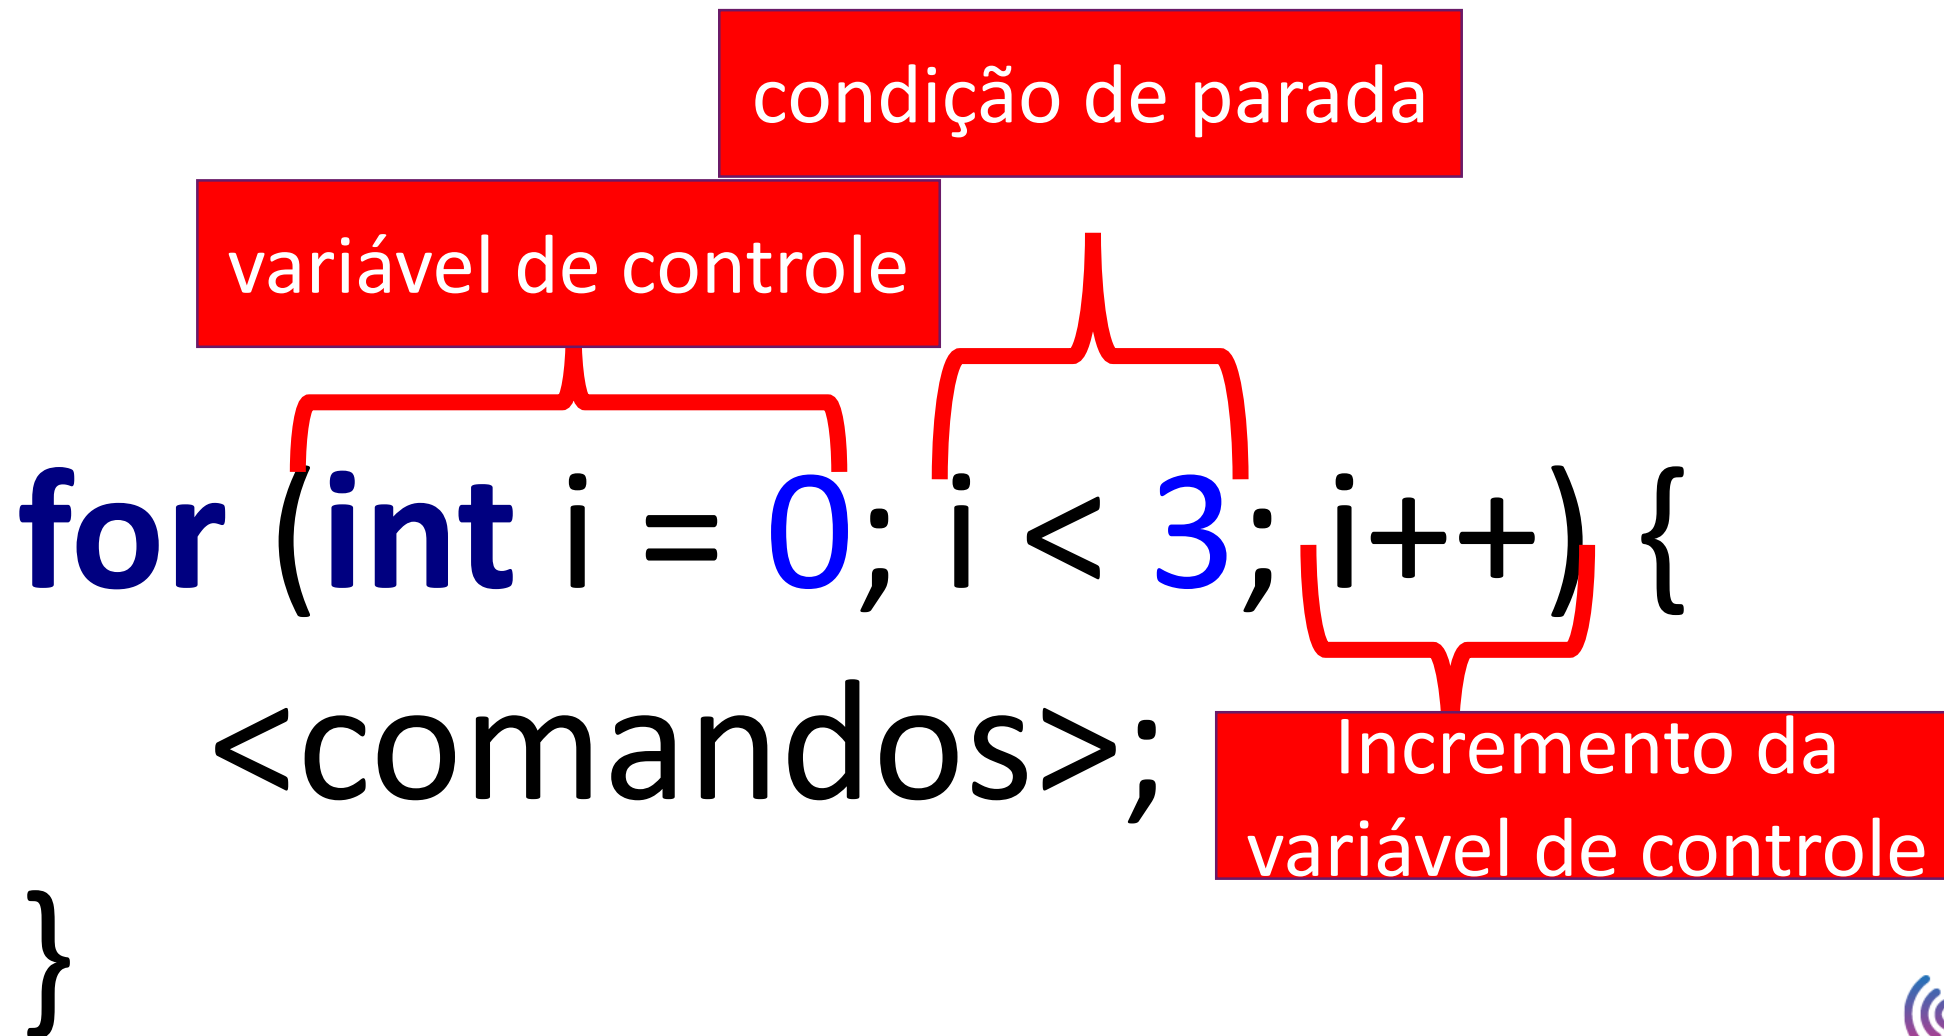 condição de parada
variável de controle
for (int i = 0; i < 3; i++) {
<comandos>;
Incremento da
variável de controle
}